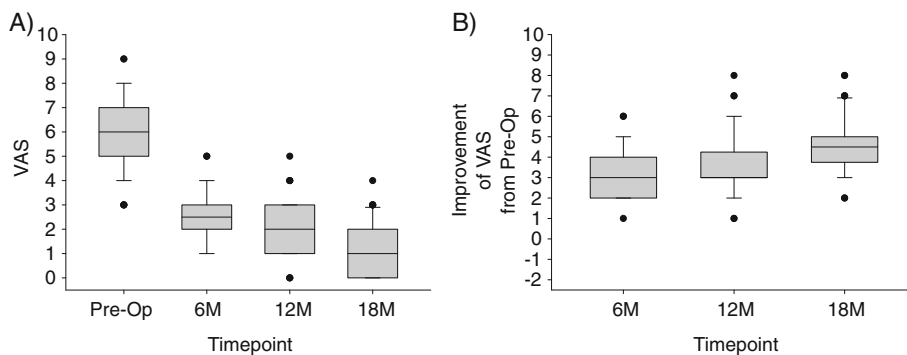 A)
10
9
8
7
6
5
4
3
2
1
0
VAS
Pre-Op 6M 12M 18M
Timepoint
B)
10
9
8
7
6
5
4
3
2
1
0
-1
-2
Improvement
of VAS
from Pre-Op
6M 12M 18M
Timepoint